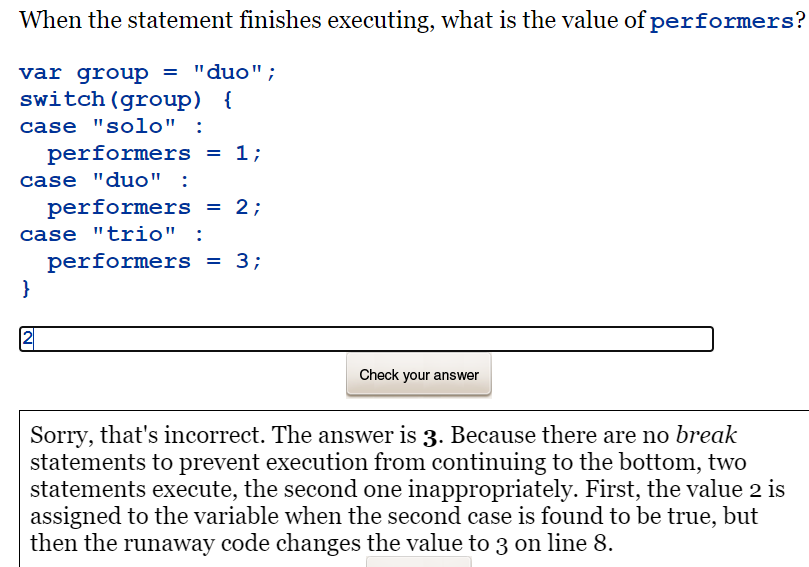 When the statement finishes executing, what is the value of performers?
var group = "duo";
switch(group) {
case "solo" :
  performers = 1;
case "duo" :
  performers = 2;
case "trio" :
  performers = 3;
}
2
Check your answer
Sorry, that's incorrect. The answer is 3. Because there are no break
statements to prevent execution from continuing to the bottom, two
statements execute, the second one inappropriately. First, the value 2 is
assigned to the variable when the second case is found to be true, but
then the runaway code changes the value to 3 on line 8.